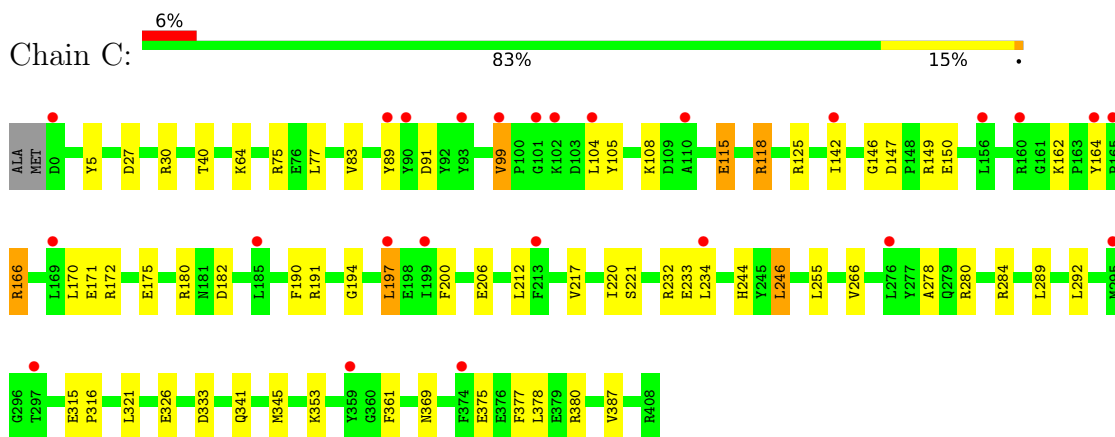 6%
Chain C:
83% 15% •
ALA MET D0 Y5 D27 R30 T40 K64 R75 E76 L77 V83 Y89 Y90 D91 Y92 Y93 V99 P100 G101 K102 D103 L104 Y105 K108 D109 A110 E115 R118 R125 I142 G146 D147 P148 R149 E150 L156 R160 G161 K162 P163 Y164 R165
R166 L169 L170 E171 R172 E175 R180 N181 D182 L185 F190 R191 G194 L197 E198 I199 F200 E206 L212 F213 V217 I220 S221 R232 E233 L234 H244 Y245 L246 L255 V266 L276 Y277 A278 Q279 R280 R284 L289 L292 M295
G296 T297 E315 P316 L321 E326 D333 Q341 M345 K353 Y359 G360 F361 N369 F374 E375 E376 F377 L378 E379 R380 V387 R408